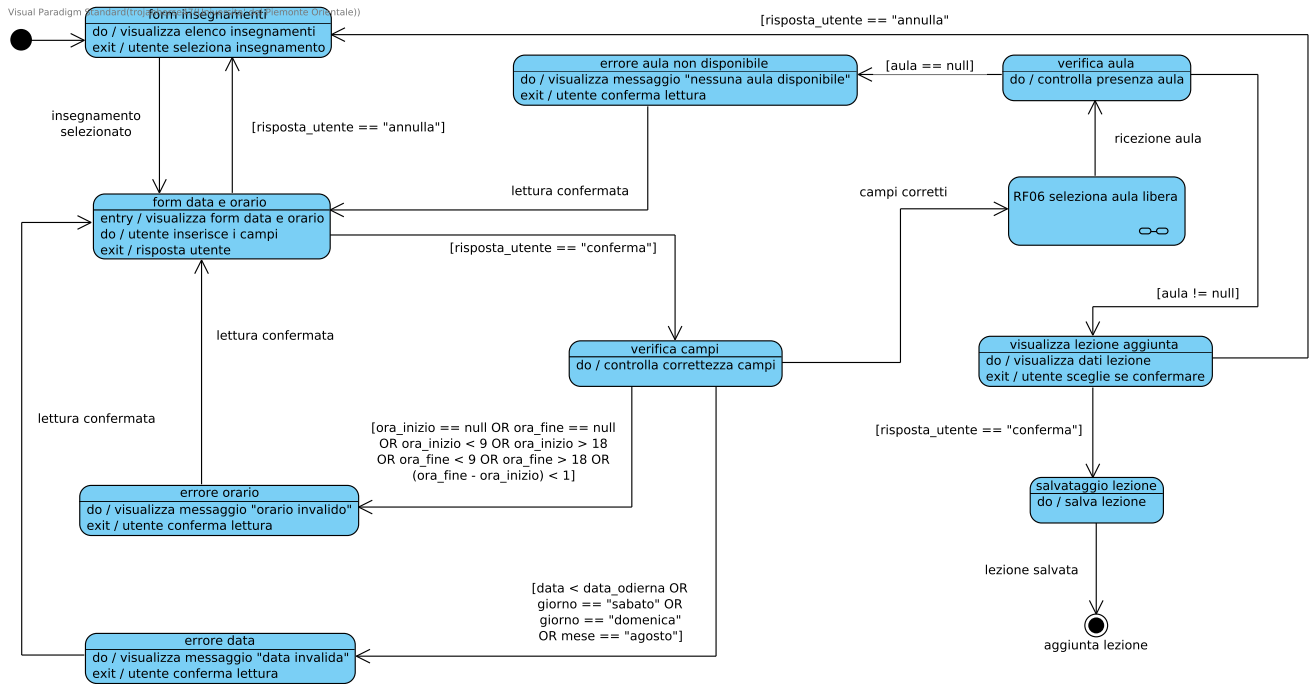 Visual Paradigm Standard(
Piemonte Orientale))
form insegnamenti
do / visualizza elenco insegnamenti
exit / utente seleziona insegnamento
[risposta_utente == "annulla"
errore aula non disponibile
do / visualizza messaggio "nessuna aula disponibile"
exit / utente conferma lettura
[aula == null]
verifica aula
do / controlla presenza aula
insegnamento
selezionato
[risposta_utente == "annulla"]
ricezione aula
lettura confermata
campi corretti
RF06 seleziona aula libera
form data e orario
entry / visualizza form data e orario
do / utente inserisce i campi
exit / risposta utente
[risposta_utente == "conferma"]
[aula != null]
lettura confermata
verifica campi
do / controlla correttezza campi
visualizza lezione aggiunta
do / visualizza dati lezione
exit / utente sceglie se confermare
lettura confermata
[ora_inizio == null OR ora_fine == null
OR ora_inizio < 9 OR ora_inizio > 18
OR ora_fine < 9 OR ora_fine > 18 OR
(ora_fine - ora_inizio) < 1]
[risposta_utente == "conferma"]
errore orario
do / visualizza messaggio "orario invalido"
exit / utente conferma lettura
salvataggio lezione
do / salva lezione
lezione salvata
[data < data_odierna OR
giorno == "sabato" OR
giorno == "domenica"
OR mese == "agosto"]
errore data
do / visualizza messaggio "data invalida"
exit / utente conferma lettura
aggiunta lezione